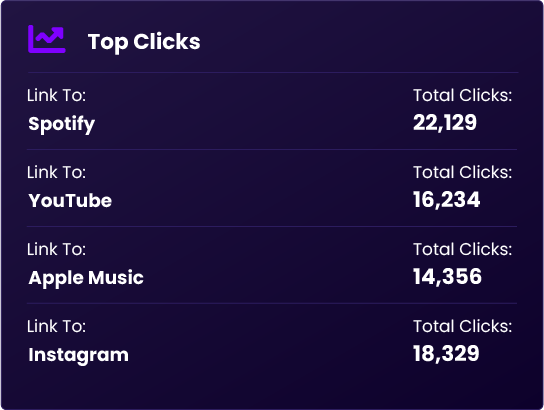 Top Clicks
Link To: Total Clicks:
Spotify 22,129
Link To: Total Clicks:
YouTube 16,234
Link To: Total Clicks:
Apple Music 14,356
Link To: Total Clicks:
Instagram 18,329